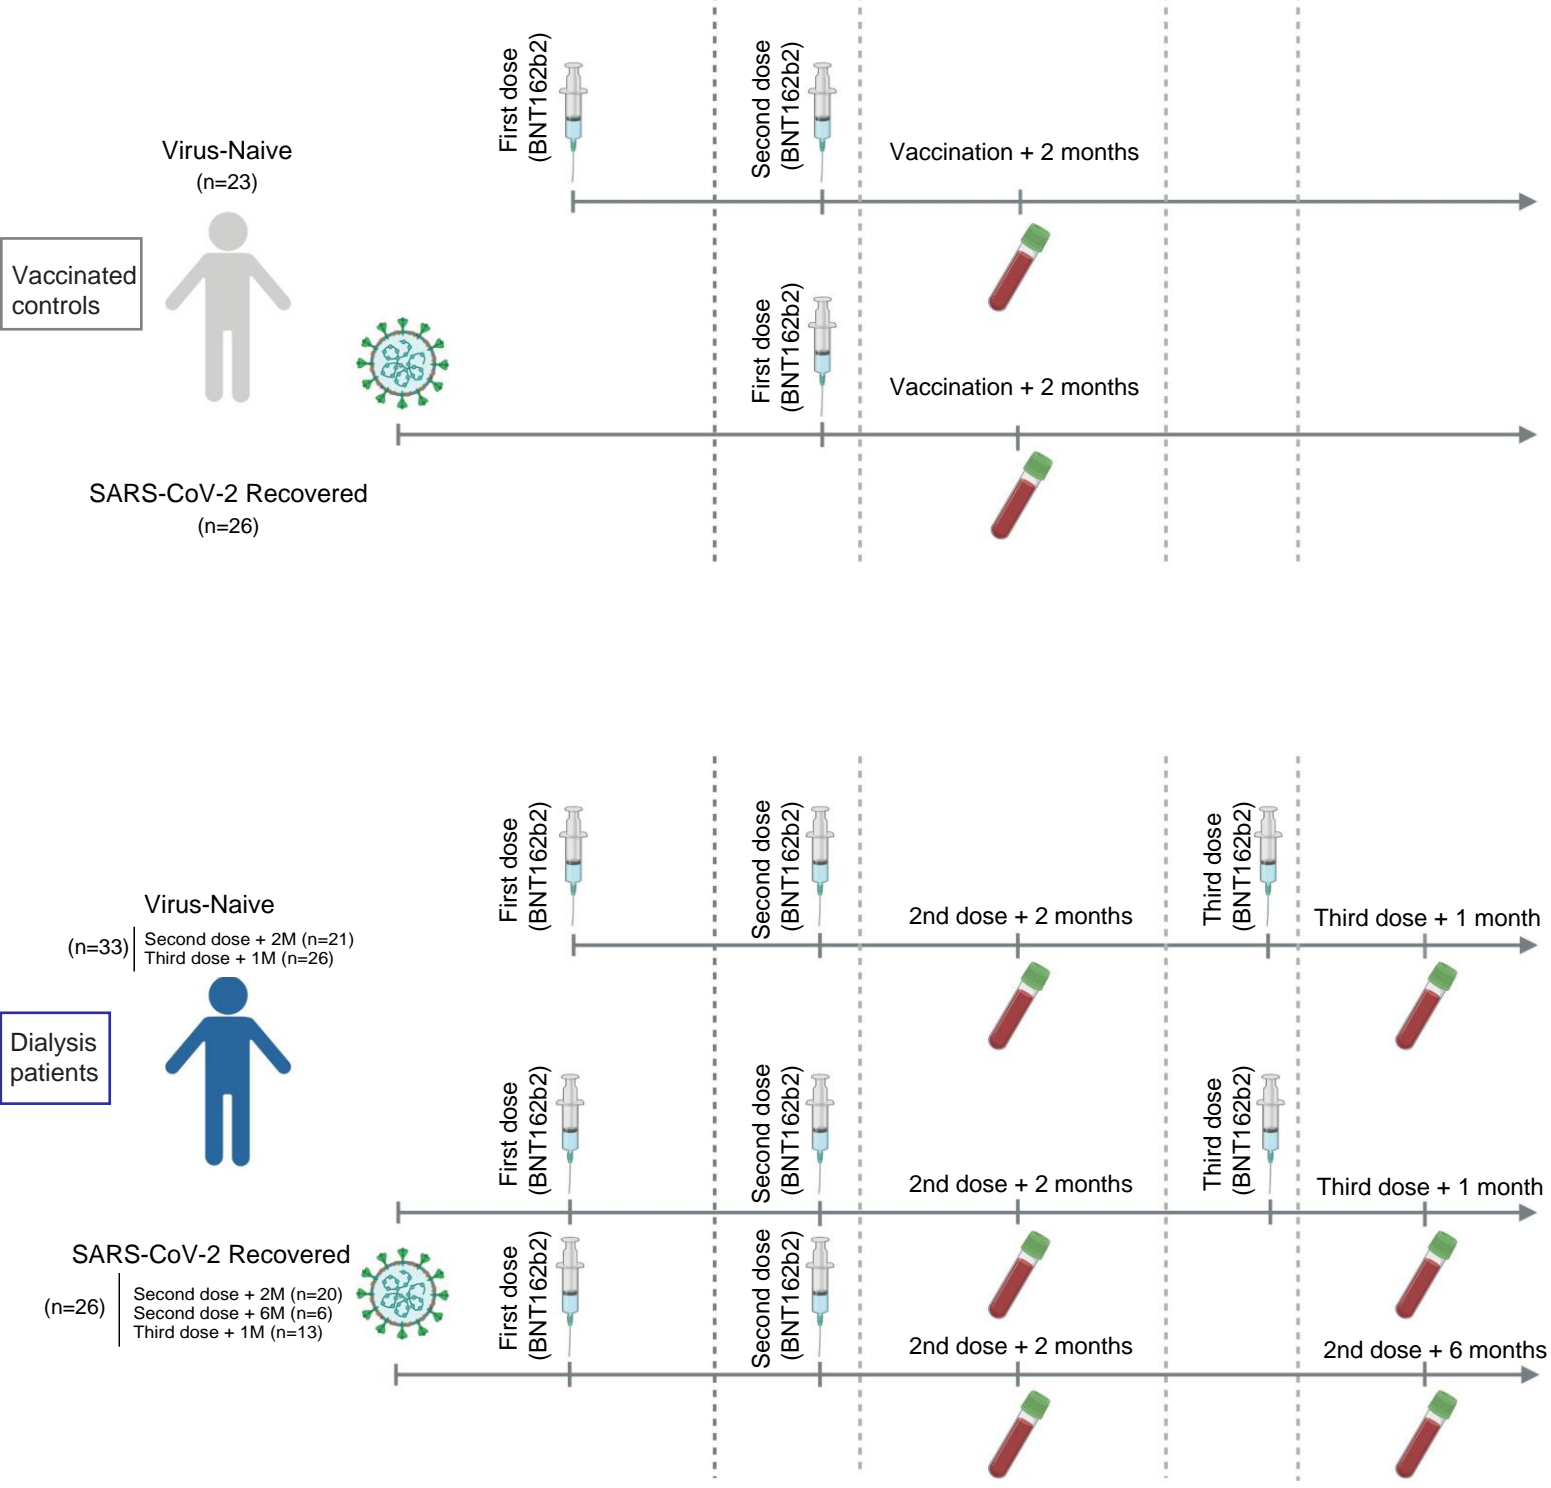 First dose
(BNT162b2)
Second dose
(BNT162b2)
Virus-Naive
(n=23)
Vaccination + 2 months
Vaccinated
controls
First dose
(BNT162b2)
Vaccination + 2 months
SARS-CoV-2 Recovered
(n=26)
First dose
(BNT162b2)
Second dose
(BNT162b2)
Third dose
(BNT162b2)
Virus-Naive
(n=33)
Second dose + 2M (n=21)
Third dose + 1M (n=26)
2nd dose + 2 months
Third dose + 1 month
Dialysis
patients
First dose
(BNT162b2)
Second dose
(BNT162b2)
Third dose
(BNT162b2)
2nd dose + 2 months
Third dose + 1 month
SARS-CoV-2 Recovered
(n=26)
Second dose + 2M (n=20)
Second dose + 6M (n=6)
Third dose + 1M (n=13)
First dose
(BNT162b2)
Second dose
(BNT162b2)
2nd dose + 2 months
2nd dose + 6 months